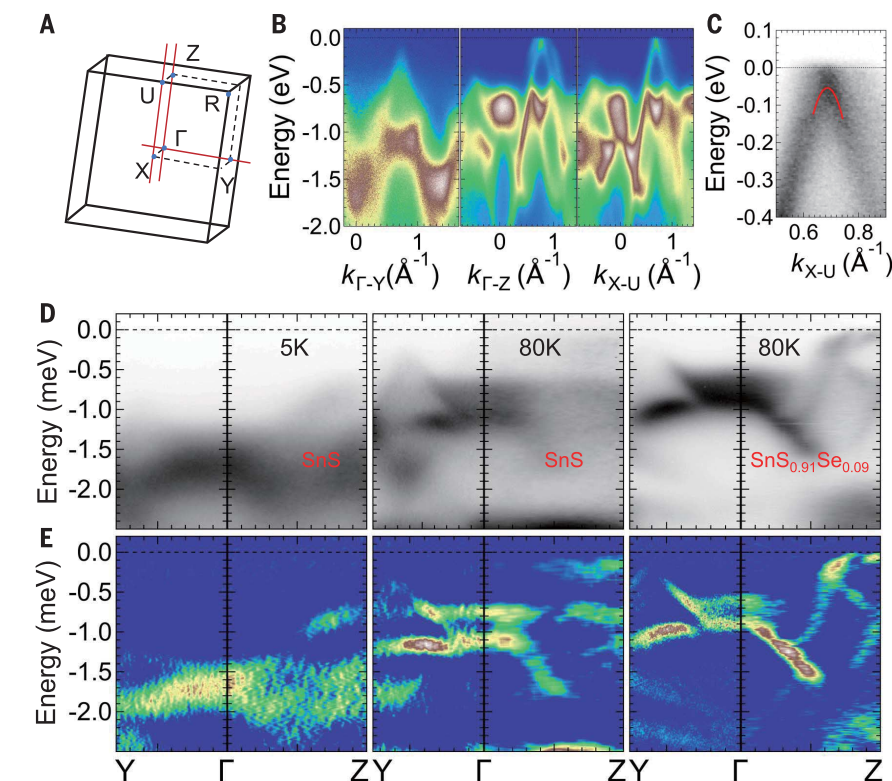 A
Z
U
R
Γ
X
Y
B
Energy (eV)
0.0
-0.5
-1.0
-1.5
-2.0
0 1 0 1 0 1
kΓ-Y(Å-1) kΓ-Z (Å-1) kX-U (Å-1)
C
Energy (eV)
0.1
0.0
-0.1
-0.2
-0.3
-0.4
0.6 0.8
kX-U (Å-1)
D
Energy (meV)
0.0
-0.5
-1.0
-1.5
-2.0
5K 80K 80K
SnS SnS SnS0.91Se0.09
E
Energy (meV)
0.0
-0.5
-1.0
-1.5
-2.0
Y Γ Z Y Γ Z Y Γ Z